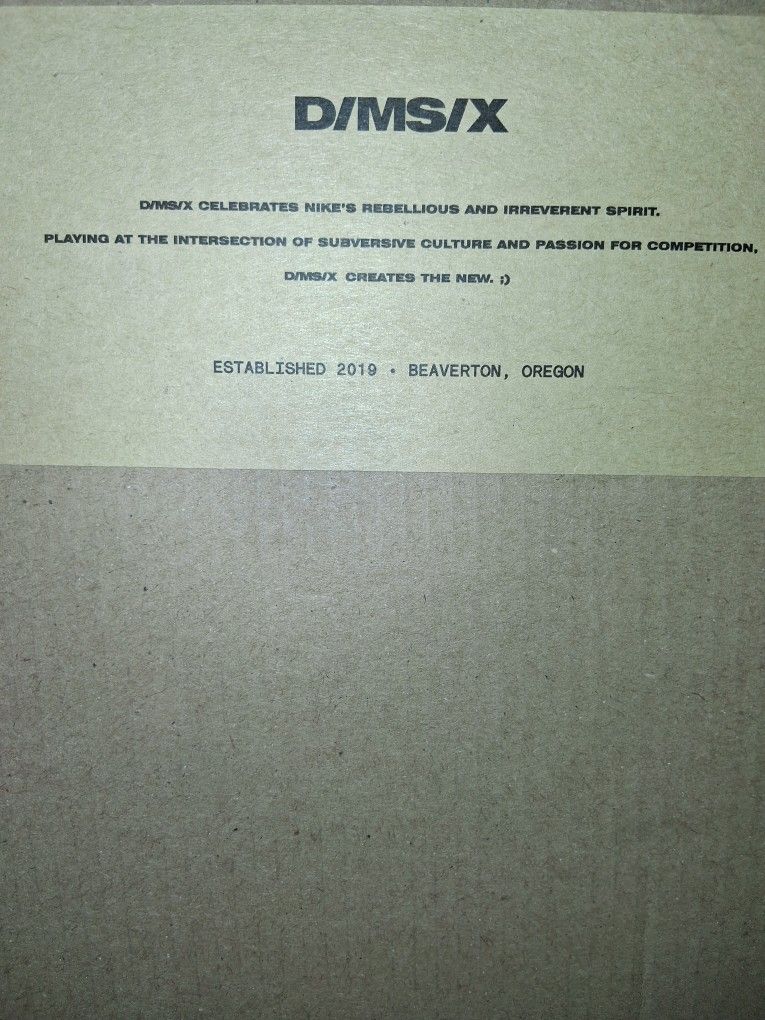 D/MS/X
D/MS/X CELEBRATES NIKE'S REBELLIOUS AND IRREVERENT SPIRIT.
PLAYING AT THE INTERSECTION OF SUBVERSIVE CULTURE AND PASSION FOR COMPETITION,
D/MS/X CREATES THE NEW. ;)
ESTABLISHED 2019 • BEAVERTON, OREGON